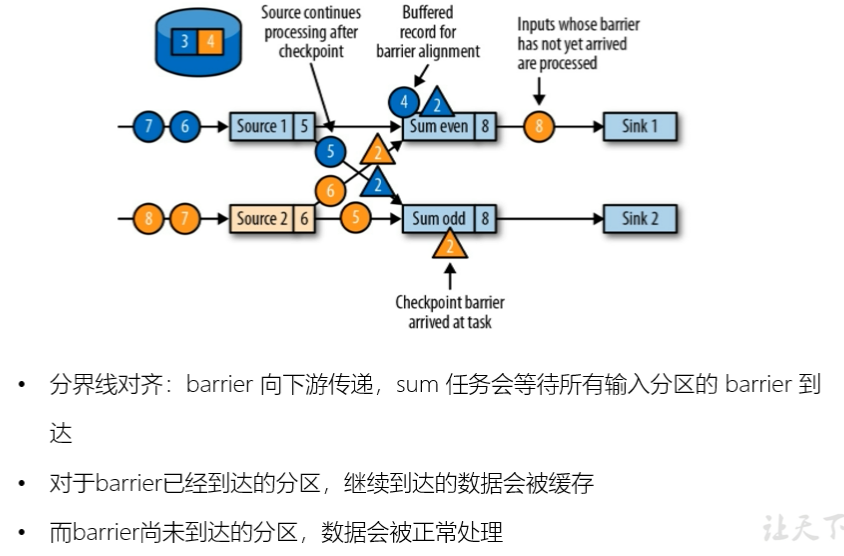 Source continues
processing after
checkpoint
Buffered
record for
barrier alignment
Inputs whose barrier
has not yet arrived
are processed
3 4
4 2
7 6 Source 1 5 Sum even 8 8 Sink 1
5 2
2
6
8 7 Source 2 6 5 Sum odd 8 Sink 2
2
Checkpoint barrier
arrived at task
• 分界线对齐：barrier 向下游传递，sum 任务会等待所有输入分区的 barrier 到
达
• 对于barrier已经到达的分区，继续到达的数据会被缓存
• 而barrier尚未到达的分区，数据会被正常处理
让天下